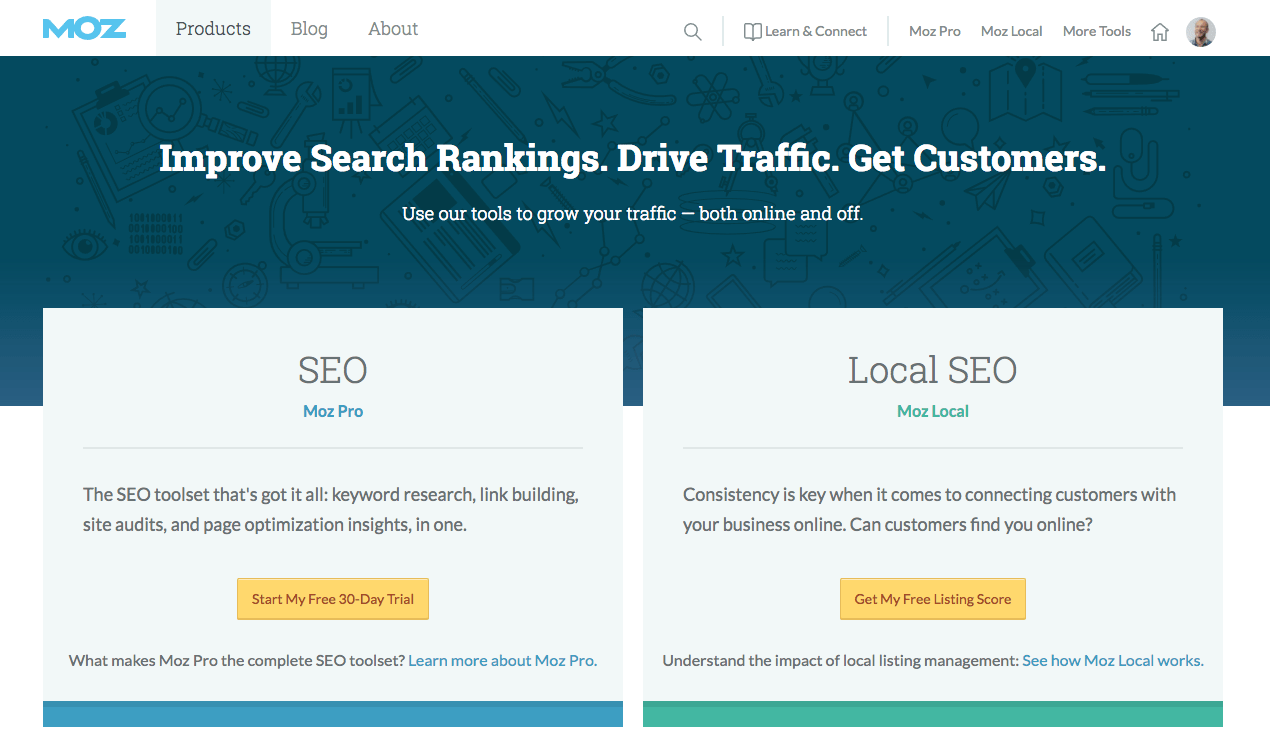 MOZ
Products
Blog
About
Learn & Connect
Moz Pro
Moz Local
More Tools
Improve Search Rankings. Drive Traffic. Get Customers.
Use our tools to grow your traffic — both online and off.
SEO
Moz Pro
The SEO toolset that's got it all: keyword research, link building,
site audits, and page optimization insights, in one.
Start My Free 30-Day Trial
What makes Moz Pro the complete SEO toolset? Learn more about Moz Pro.
Local SEO
Moz Local
Consistency is key when it comes to connecting customers with
your business online. Can customers find you online?
Get My Free Listing Score
Understand the impact of local listing management: See how Moz Local works.